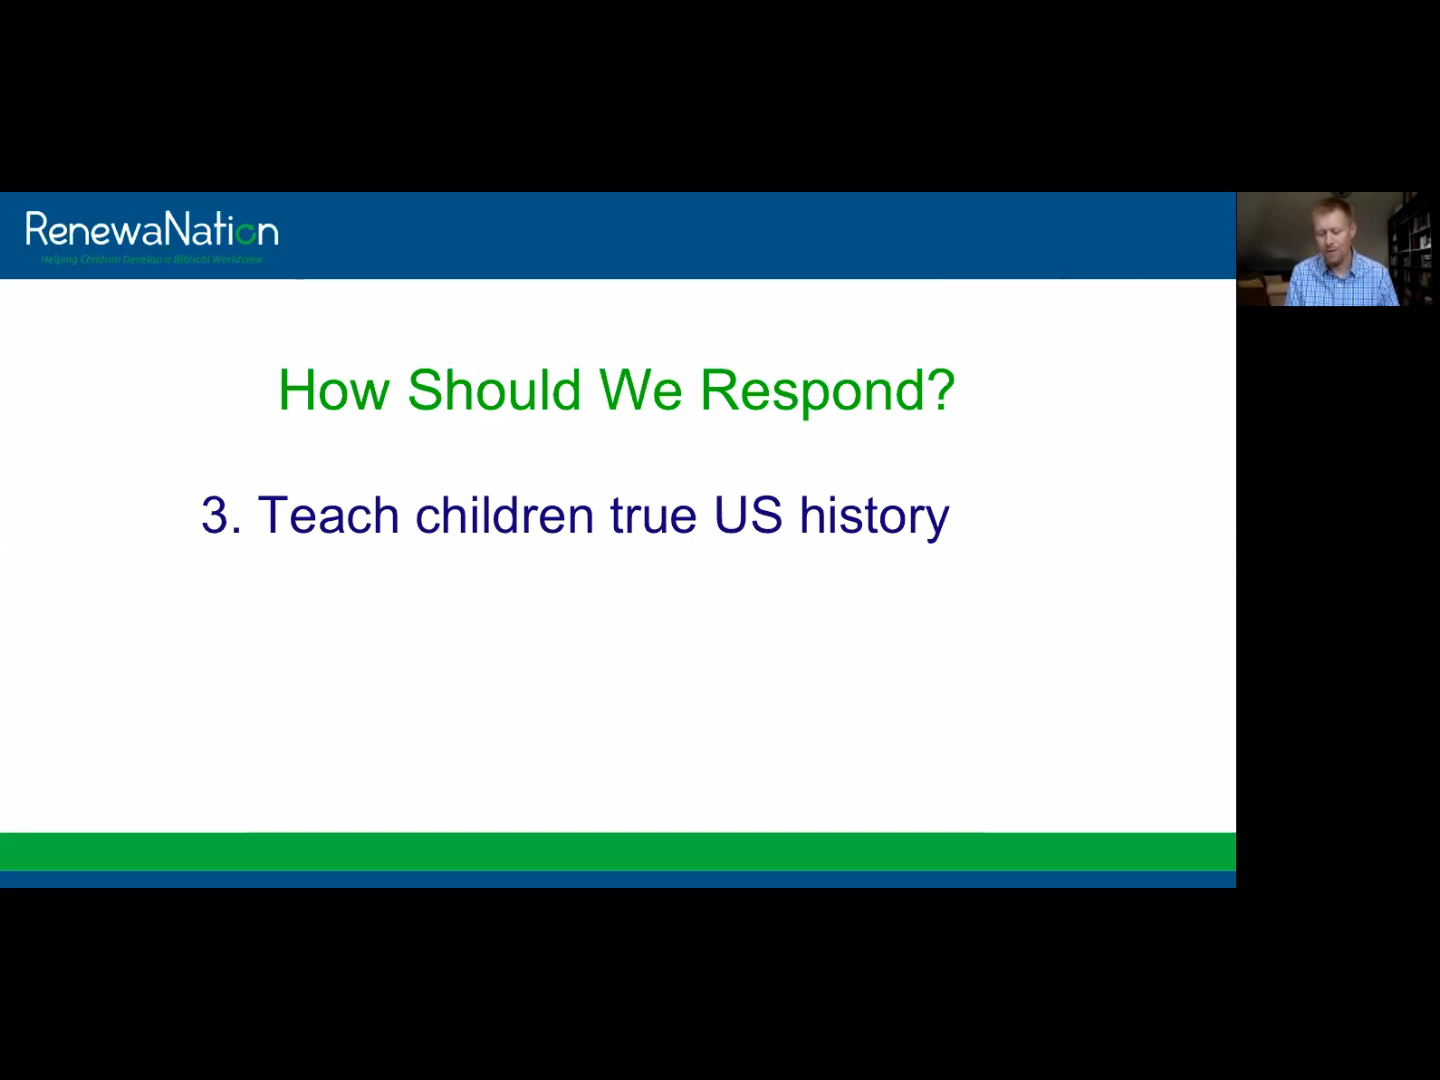 RenewaNation
Helping Children Develop a Biblical Worldview
How Should We Respond?
3. Teach children true US history